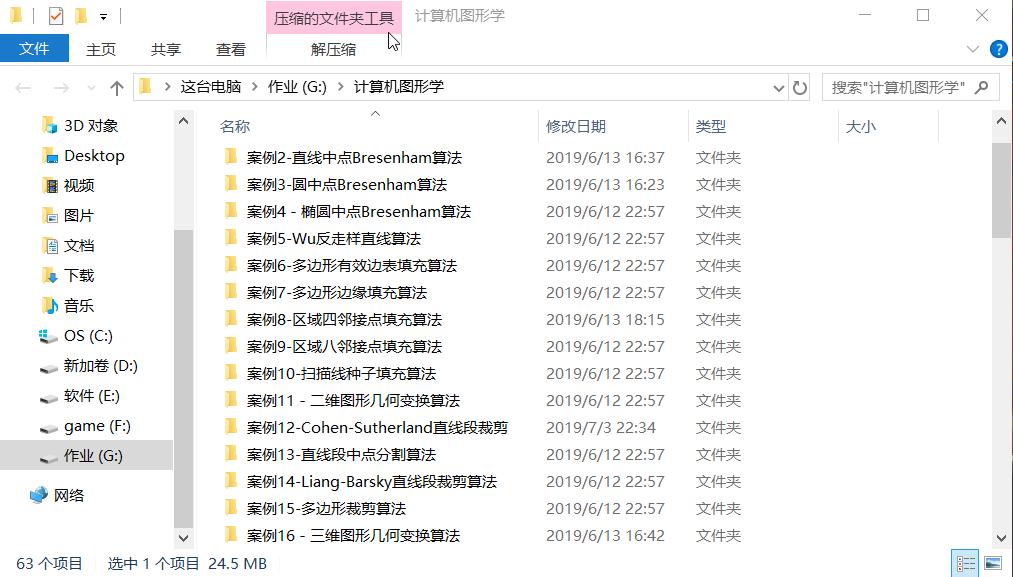 压缩的文件夹工具 计算机图形学
文件 主页 共享 查看 解压缩
这台电脑 作业 (G:) 计算机图形学 搜索"计算机图形学"
3D 对象
Desktop
视频
图片
文档
下载
音乐
OS (C:)
新加卷 (D:)
软件 (E:)
game (F:)
作业 (G:)
网络
名称 修改日期 类型 大小
案例2-直线中点Bresenham算法 2019/6/13 16:37 文件夹
案例3-圆中点Bresenham算法 2019/6/13 16:23 文件夹
案例4 - 椭圆中点Bresenham算法 2019/6/12 22:57 文件夹
案例5-Wu反走样直线算法 2019/6/12 22:57 文件夹
案例6-多边形有效边表填充算法 2019/6/12 22:57 文件夹
案例7-多边形边缘填充算法 2019/6/12 22:57 文件夹
案例8-区域四邻接点填充算法 2019/6/13 18:15 文件夹
案例9-区域八邻接点填充算法 2019/6/12 22:57 文件夹
案例10-扫描线种子填充算法 2019/6/12 22:57 文件夹
案例11 - 二维图形几何变换算法 2019/6/12 22:57 文件夹
案例12-Cohen-Sutherland直线段裁剪 2019/7/3 22:34 文件夹
案例13-直线段中点分割算法 2019/6/12 22:57 文件夹
案例14-Liang-Barsky直线段裁剪算法 2019/6/12 22:57 文件夹
案例15-多边形裁剪算法 2019/6/12 22:57 文件夹
案例16 - 三维图形几何变换算法 2019/6/13 16:42 文件夹
63 个项目 选中 1 个项目 24.5 MB